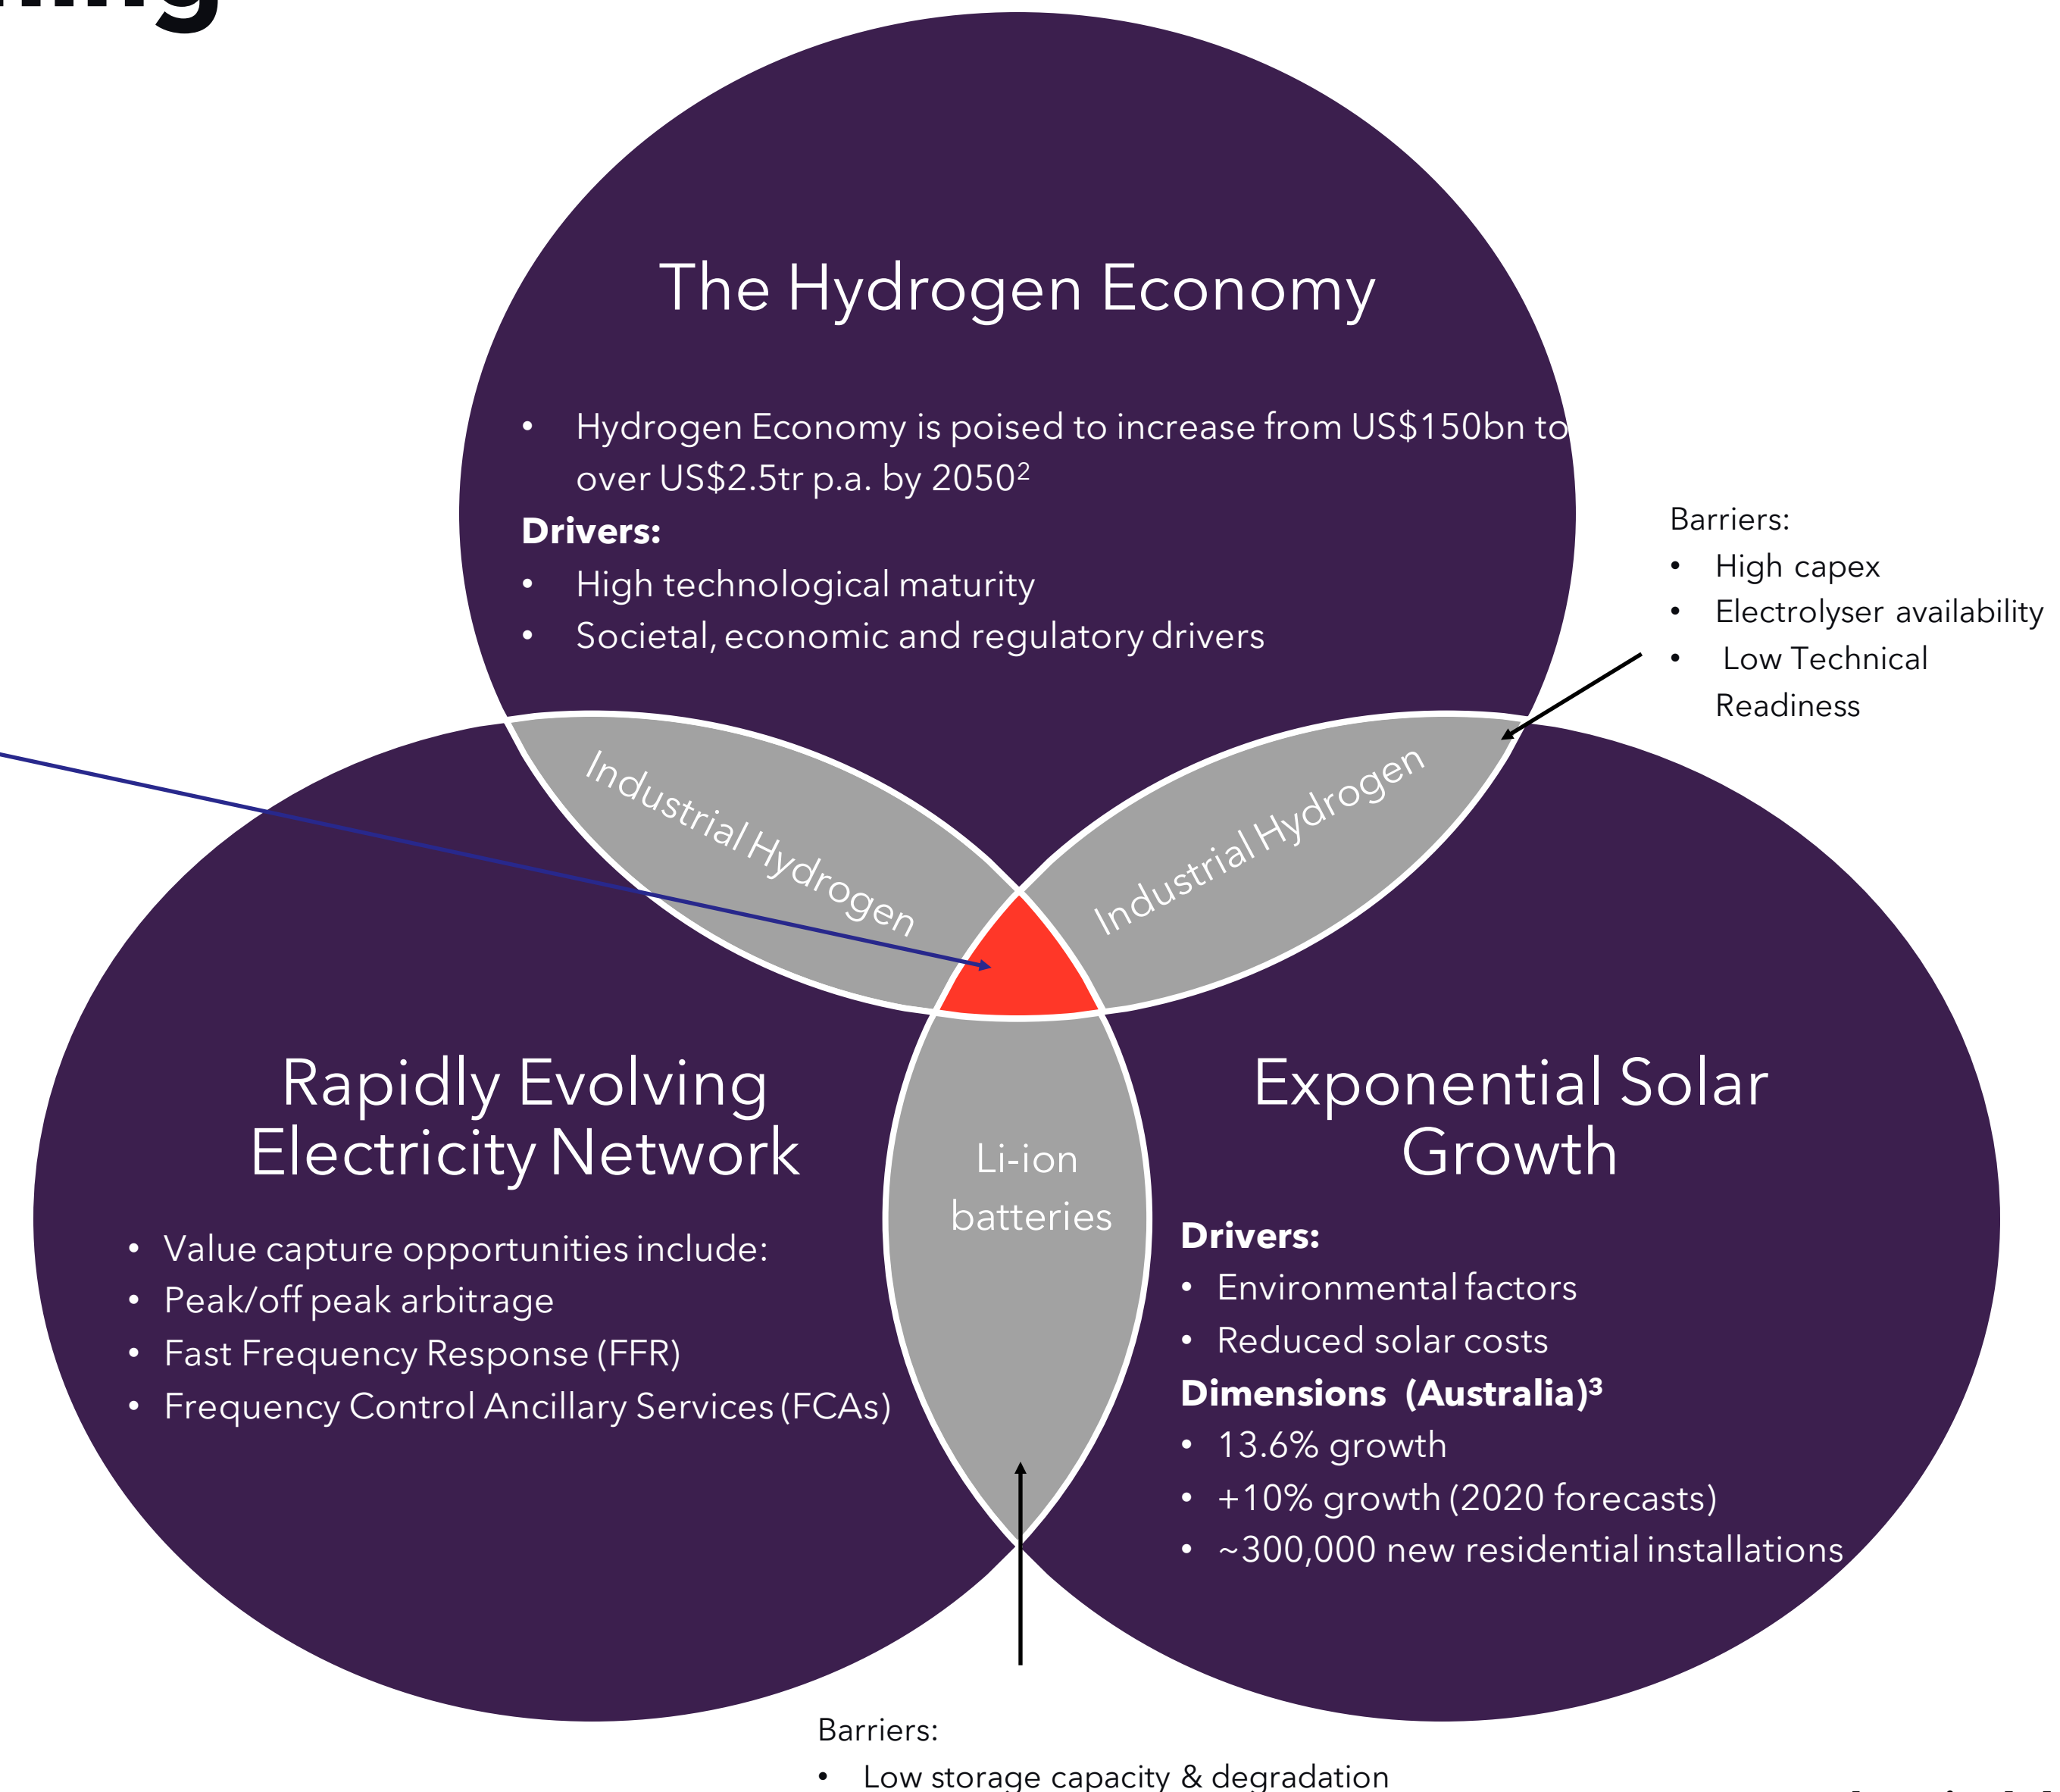 The Hydrogen Economy
• Hydrogen Economy is poised to increase from US$150bn to
over US$2.5tr p.a. by 2050²
Drivers:
• High technological maturity
• Societal, economic and regulatory drivers
Barriers:
• High capex
• Electrolyser availability
• Low Technical
Readiness
Industrial Hydrogen
Industrial Hydrogen
Rapidly Evolving
Electricity Network
• Value capture opportunities include:
• Peak/off peak arbitrage
• Fast Frequency Response (FFR)
• Frequency Control Ancillary Services (FCAs)
Li-ion
batteries
Exponential Solar
Growth
Drivers:
• Environmental factors
• Reduced solar costs
Dimensions (Australia)³
• 13.6% growth
• +10% growth (2020 forecasts)
• ~300,000 new residential installations
Barriers:
• Low storage capacity & degradation